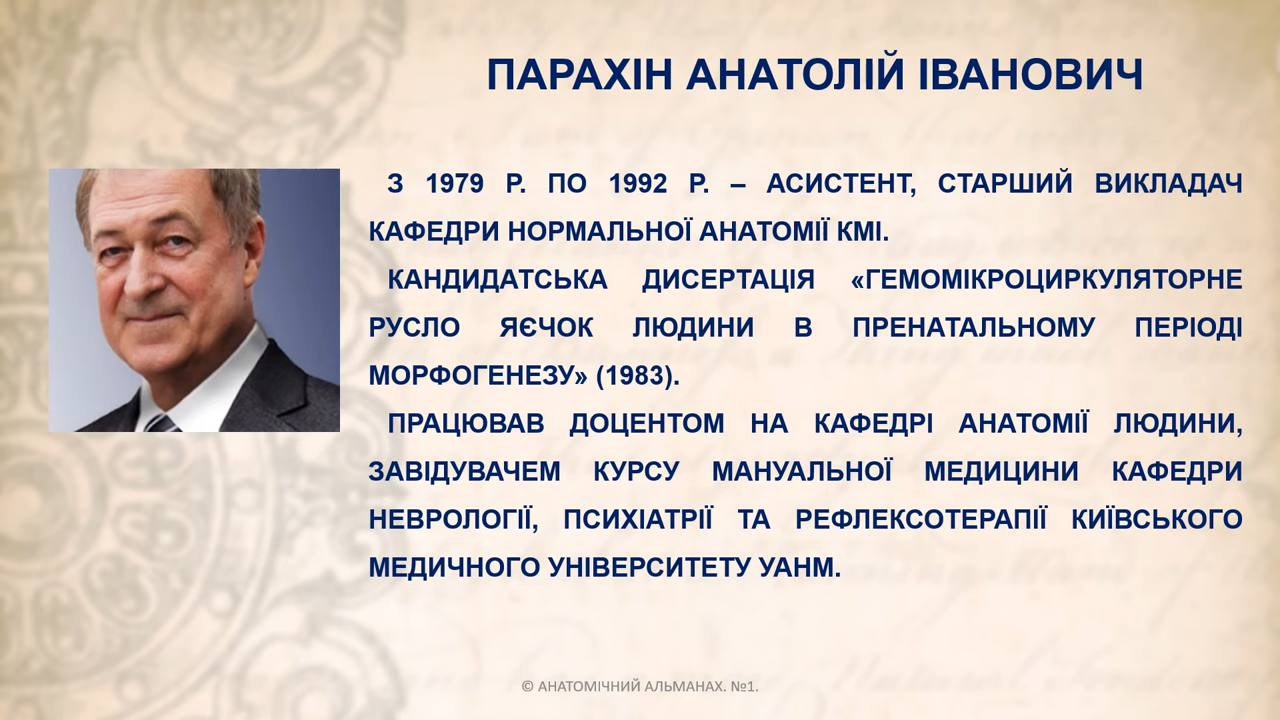 ПАРАХІН АНАТОЛІЙ ІВАНОВИЧ
З 1979 Р. ПО 1992 Р. – АСИСТЕНТ, СТАРШИЙ ВИКЛАДАЧ
КАФЕДРИ НОРМАЛЬНОЇ АНАТОМІЇ КМІ.
КАНДИДАТСЬКА ДИСЕРТАЦІЯ «ГЕМОМІКРОЦИРКУЛЯТОРНЕ
РУСЛО ЯЄЧОК ЛЮДИНИ В ПРЕНАТАЛЬНОМУ ПЕРІОДІ
МОРФОГЕНЕЗУ» (1983).
ПРАЦЮВАВ ДОЦЕНТОМ НА КАФЕДРІ АНАТОМІЇ ЛЮДИНИ,
ЗАВІДУВАЧЕМ КУРСУ МАНУАЛЬНОЇ МЕДИЦИНИ КАФЕДРИ
НЕВРОЛОГІЇ, ПСИХІАТРІЇ ТА РЕФЛЕКСОТЕРАПІЇ КИЇВСЬКОГО
МЕДИЧНОГО УНІВЕРСИТЕТУ УАНМ.
© АНАТОМІЧНИЙ АЛЬМАНАХ. №1.